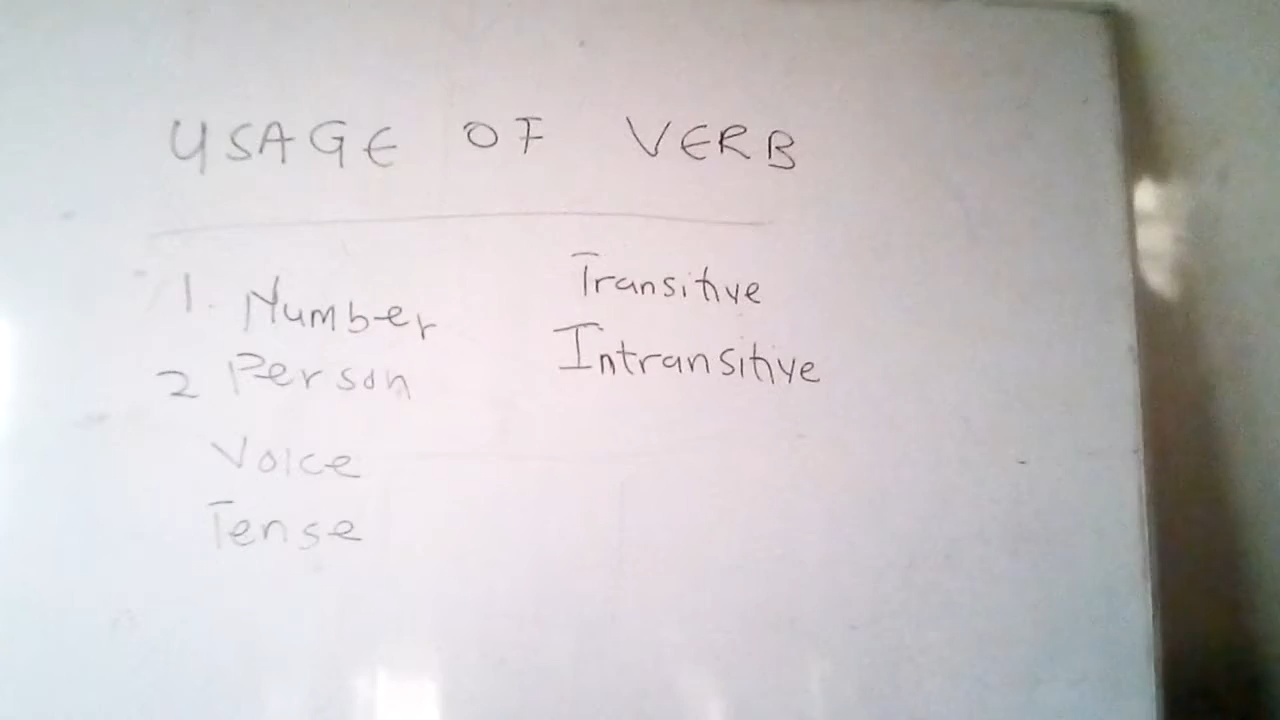 USAGE OF VERB
1. Number
2 Person
Voice
Tense
Transitive
Intransitive